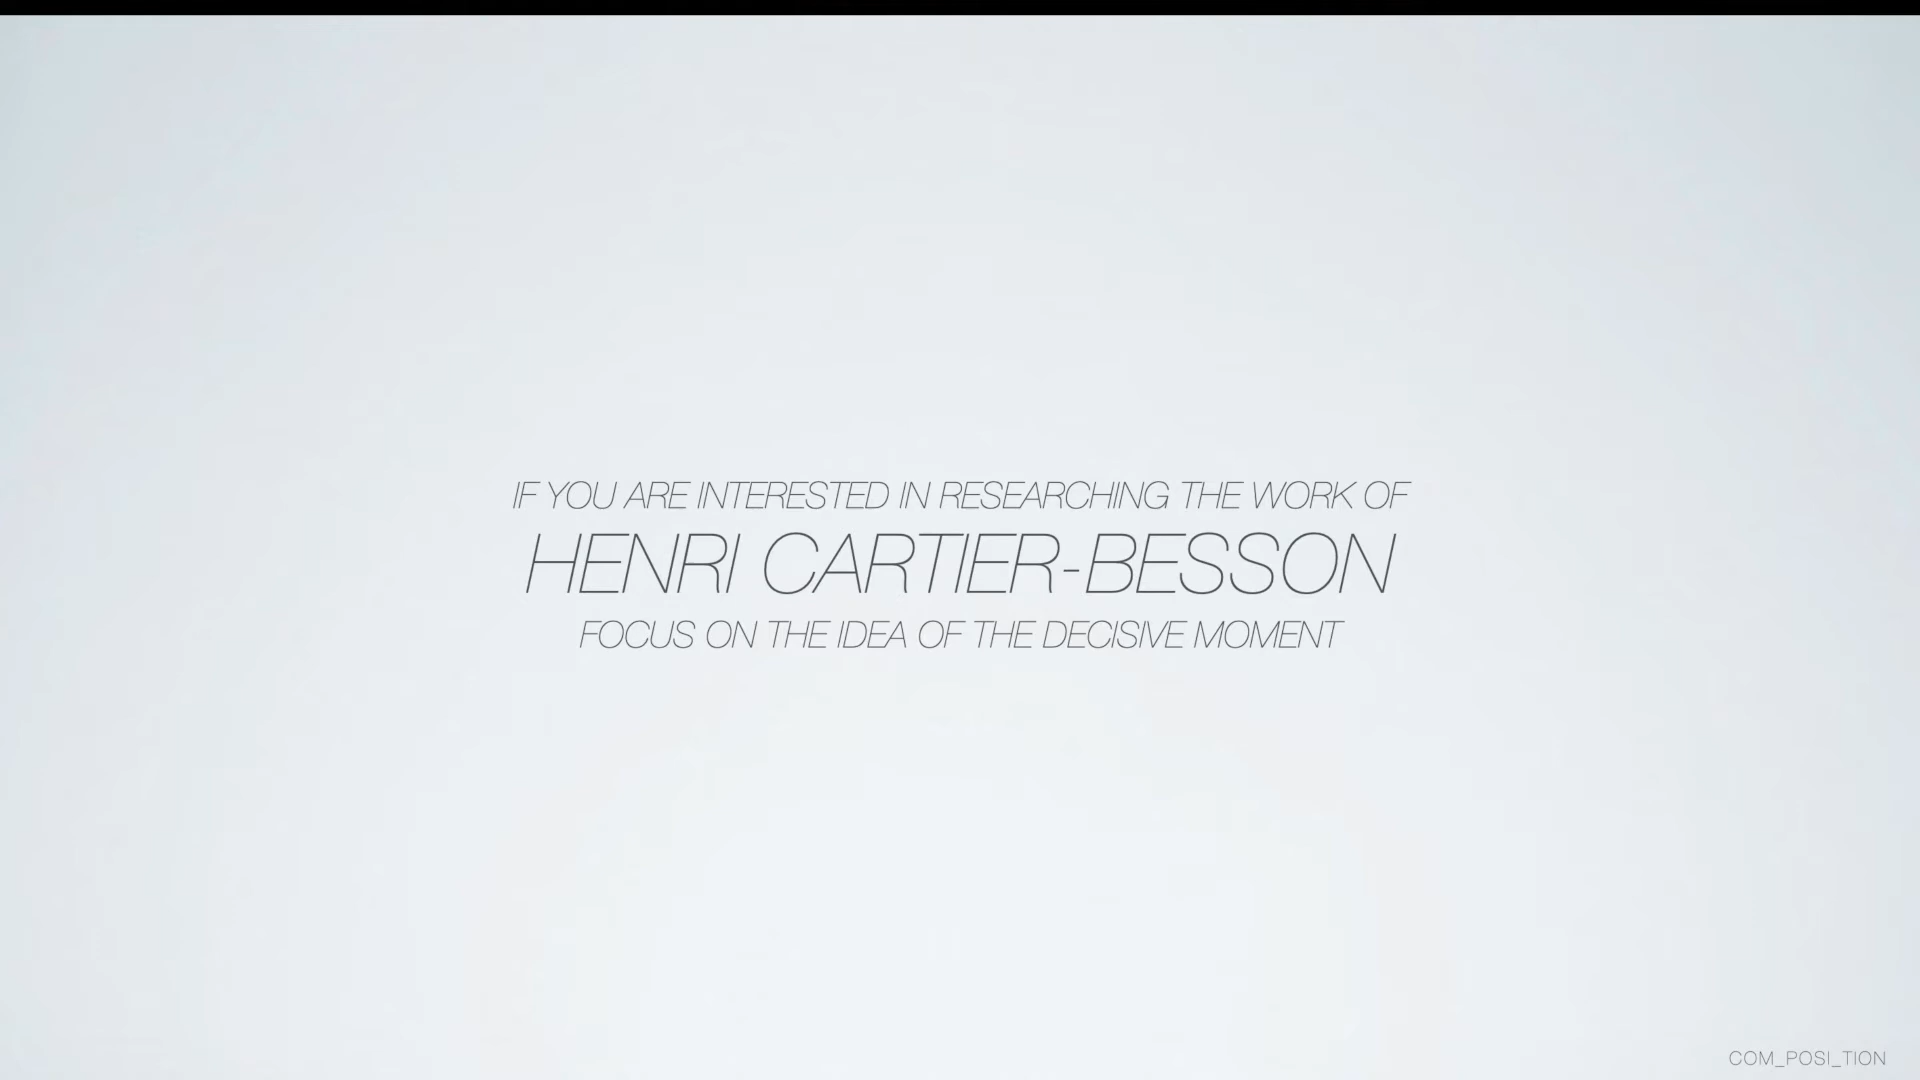 IF YOU ARE INTERESTED IN RESEARCHING THE WORK OF
HENRI CARTIER-BESSON
FOCUS ON THE IDEA OF THE DECISIVE MOMENT
COM_POSI_TION